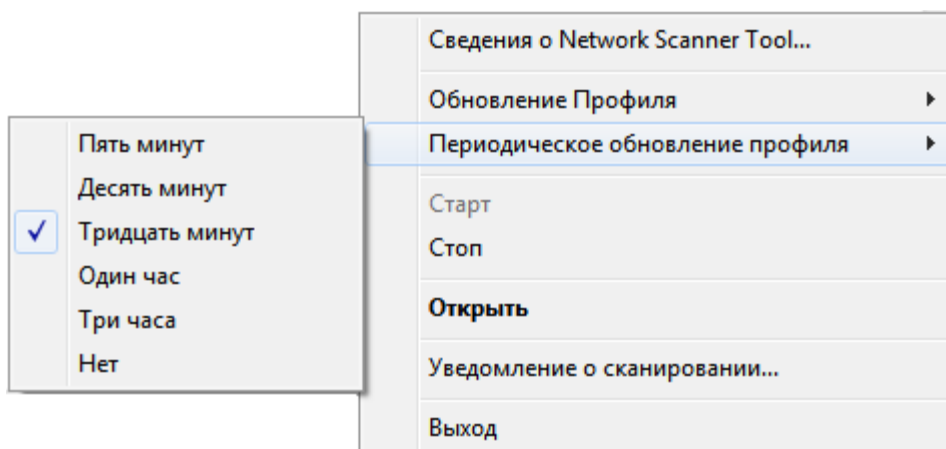 Сведения о Network Scanner Tool...
Обновление Профиля
Периодическое обновление профиля
Старт
Стоп
Открыть
Уведомление о сканировании...
Выход
Пять минут
Десять минут
Тридцать минут
Один час
Три часа
Нет